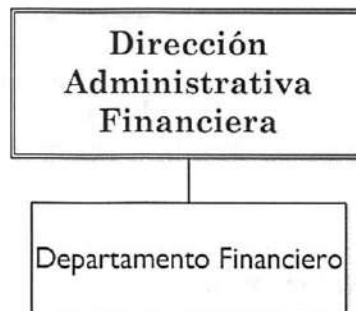 Dirección
Administrativa
Financiera
Departamento Financiero